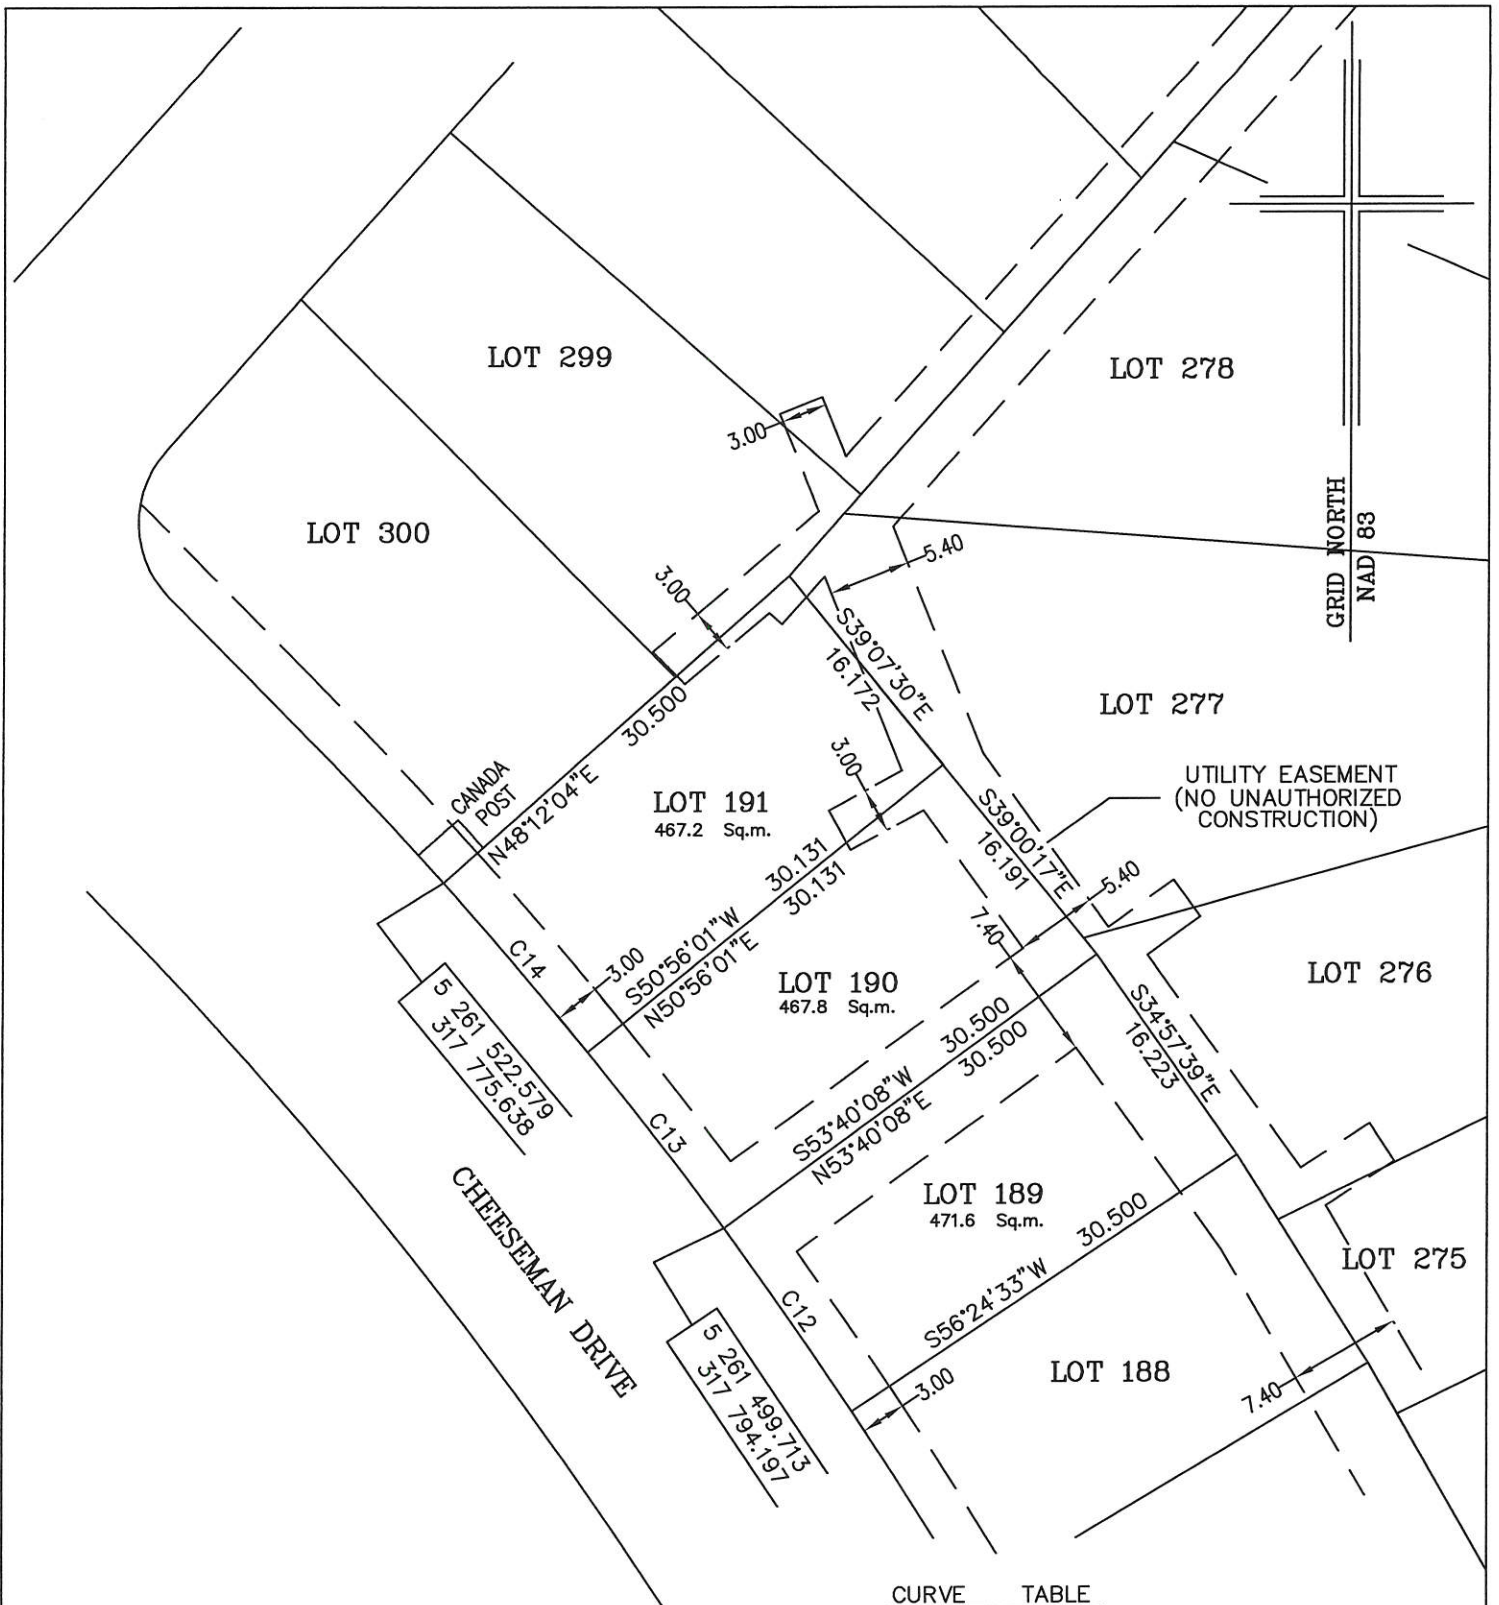 LOT 299
LOT 278
3.00
LOT 300
5.40
GRID NORTH
NAD 83
3.00
S39°07'30"E
16.172
30.500
N48°12'04"E
CANADA
POST
LOT 277
3.00
UTILITY EASEMENT
(NO UNAUTHORIZED
CONSTRUCTION)
LOT 191
467.2 Sq.m.
S39°00'17"E
16.191
30.131
30.131
S50°56'01"W
N50°56'01"E
5.40
7.40
C14
3.00
LOT 190
467.8 Sq.m.
LOT 276
5 261 522.579
317 775.638
30.500
30.500
S53°40'08"W
N53°40'08"E
S34°57'39"E
16.223
C13
CHEESEMAN DRIVE
LOT 189
471.6 Sq.m.
30.500
S56°24'33"W
LOT 275
C12
5 261 499.713
317 794.197
3.00
LOT 188
7.40
CURVE TABLE